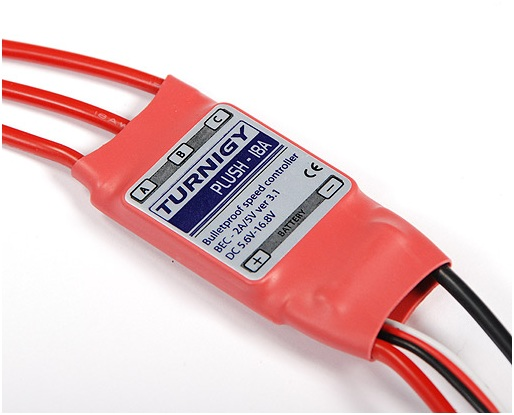 A B C
TURNIGY
PLUSH - 18A
Bulletproof speed controller
BEC - 2A/5V ver 3.1
DC 5.6V-16.8V
CE
+ BATTERY -